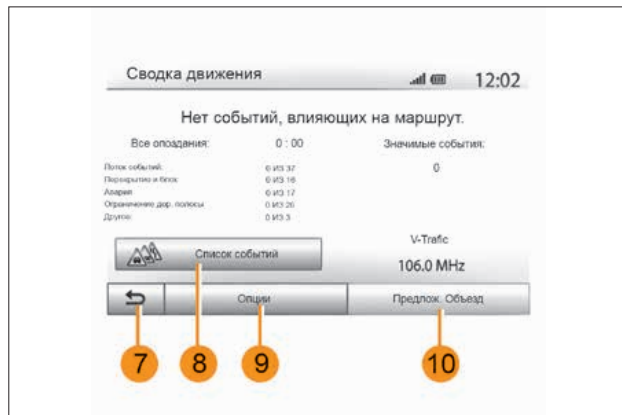 Сводка движения 12:02
Нет событий, влияющих на маршрут.
Все опоздания: 0 : 00 Значимые события:
Поток событий: 0 ИЗ 37 0
Перекрытие и блок. 0 ИЗ 16
Авария: 0 ИЗ 17
Ограничение дор. полосы 0 ИЗ 26
Другое: 0 ИЗ 3
V-Trafic
Список событий 106.0 MHz
Опции Предлож. Объезд
7 8 9 10